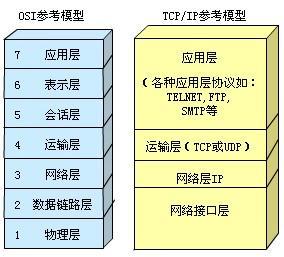 OSI参考模型
7 应用层
6 表示层
5 会话层
4 运输层
3 网络层
2 数据链路层
1 物理层
TCP/IP参考模型
应用层
(各种应用层协议如:
TELNET,FTP,
SMTP等
运输层(TCP或UDP)
网络层IP
网络接口层